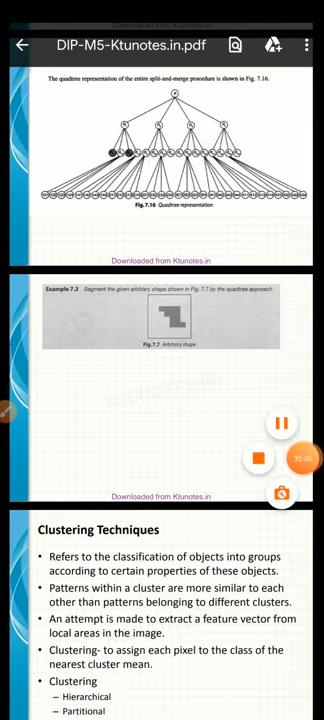 Downloaded from Ktunotes.in
DIP-M5-Ktunotes.in.pdf
The quadtree representation of the entire split-and-merge procedure is shown in Fig. 7.16.
Fig. 7.16 Quadtree representation
Downloaded from Ktunotes.in
Example 7.3 Segment the given arbitrary shape shown in Fig. 7.7 by the quadtree approach.
Fig. 7.7 Arbitrary shape
33:00
Downloaded from Ktunotes.in
Clustering Techniques
• Refers to the classification of objects into groups
according to certain properties of these objects.
• Patterns within a cluster are more similar to each
other than patterns belonging to different clusters.
• An attempt is made to extract a feature vector from
local areas in the image.
• Clustering- to assign each pixel to the class of the
nearest cluster mean.
• Clustering
– Hierarchical
– Partitional